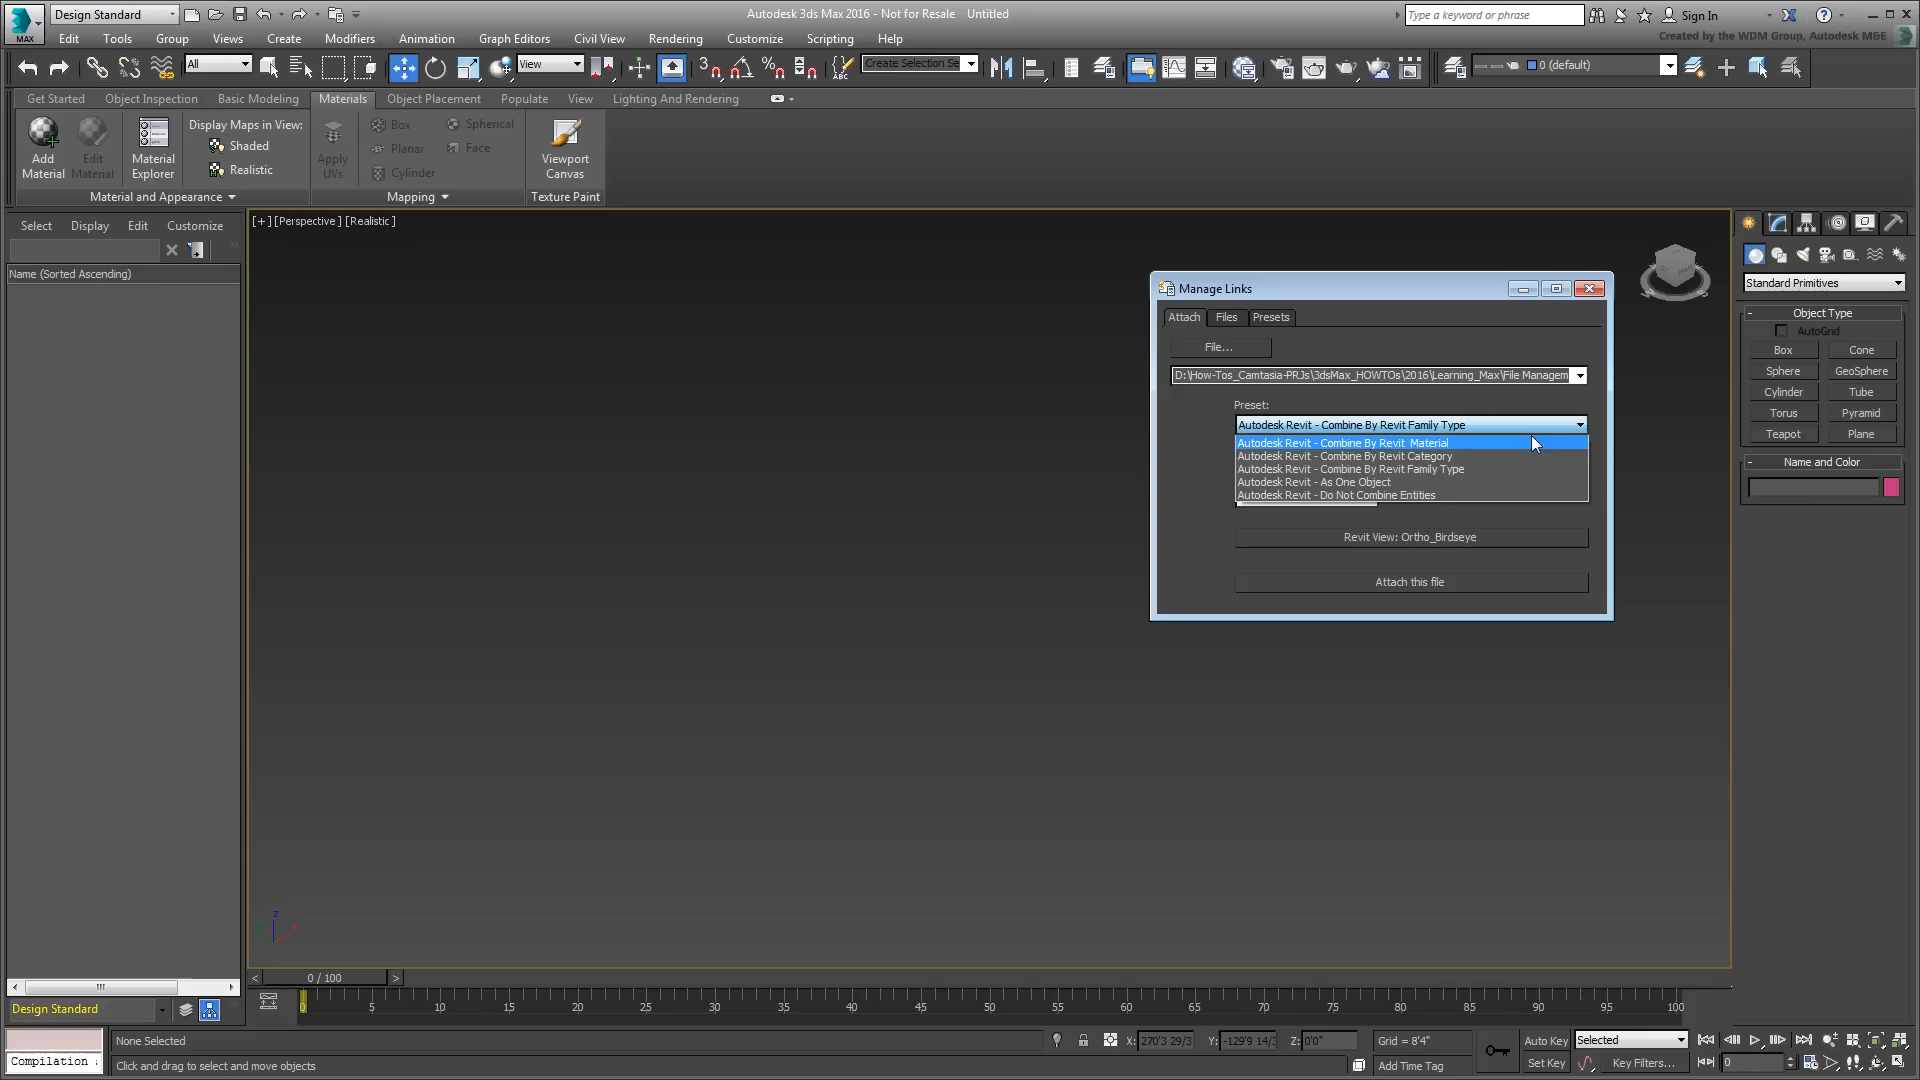 Design Standard
Autodesk 3ds Max 2016 - Not for Resale Untitled
Type a keyword or phrase
Sign In
MAX
Edit Tools Group Views Create Modifiers Animation Graph Editors Civil View Rendering Customize Scripting Help
Created by the WDM Group, Autodesk M&E
All
View
3
%
ABC
Create Selection Se
0 (default)
Get Started Object Inspection Basic Modeling Materials Object Placement Populate View Lighting And Rendering
Add Material
Edit Material
Material Explorer
Display Maps in View:
Shaded
Realistic
Apply UVs
Box
Planar
Cylinder
Spherical
Face
Viewport Canvas
Material and Appearance
Mapping
Texture Paint
Select Display Edit Customize
Name (Sorted Ascending)
[+] [Perspective] [Realistic]
Manage Links
Attach Files Presets
File...
D:\How-Tos_Camtasia-PRJs\3dsMax_HOWTOs\2016\Learning_Max\File Managem
Preset:
Autodesk Revit - Combine By Revit Family Type
Autodesk Revit - Combine By Revit Material
Autodesk Revit - Combine By Revit Category
Autodesk Revit - Combine By Revit Family Type
Autodesk Revit - As One Object
Autodesk Revit - Do Not Combine Entities
Revit View: Ortho_Birdseye
Attach this file
Standard Primitives
- Object Type
AutoGrid
Box Cone
Sphere GeoSphere
Cylinder Tube
Torus Pyramid
Teapot Plane
- Name and Color
z
< 0 / 100 >
Design Standard
0 5 10 15 20 25 30 35 40 45 50 55 60 65 70 75 80 85 90 95 100
None Selected
X: 270'3 29/3 Y: -129'9 14/3 Z: 0'0"
Grid = 8'4"
Auto Key Selected
Compilation
Click and drag to select and move objects
Add Time Tag
Set Key Key Filters...
0